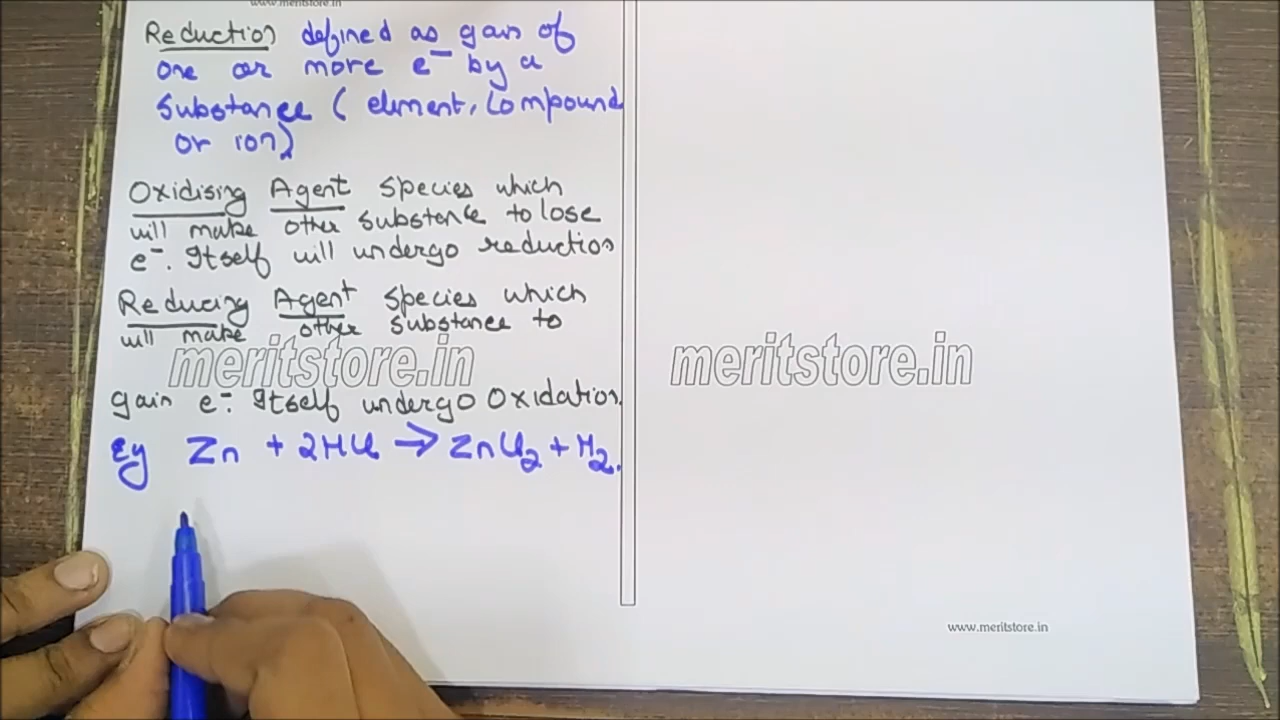 www.meritstore.in
Reduction defined as gain of
one or more e⁻ by a
substance ( element, compound
or ion)
Oxidising Agent species which
will make other substance to lose
e⁻. Itself will undergo reduction
Reducing Agent species which
will make other substance to
meritstore.in
gain e⁻. Itself undergo Oxidation.
Eg Zn + 2HCl → ZnCl₂ + H₂.
meritstore.in
www.meritstore.in